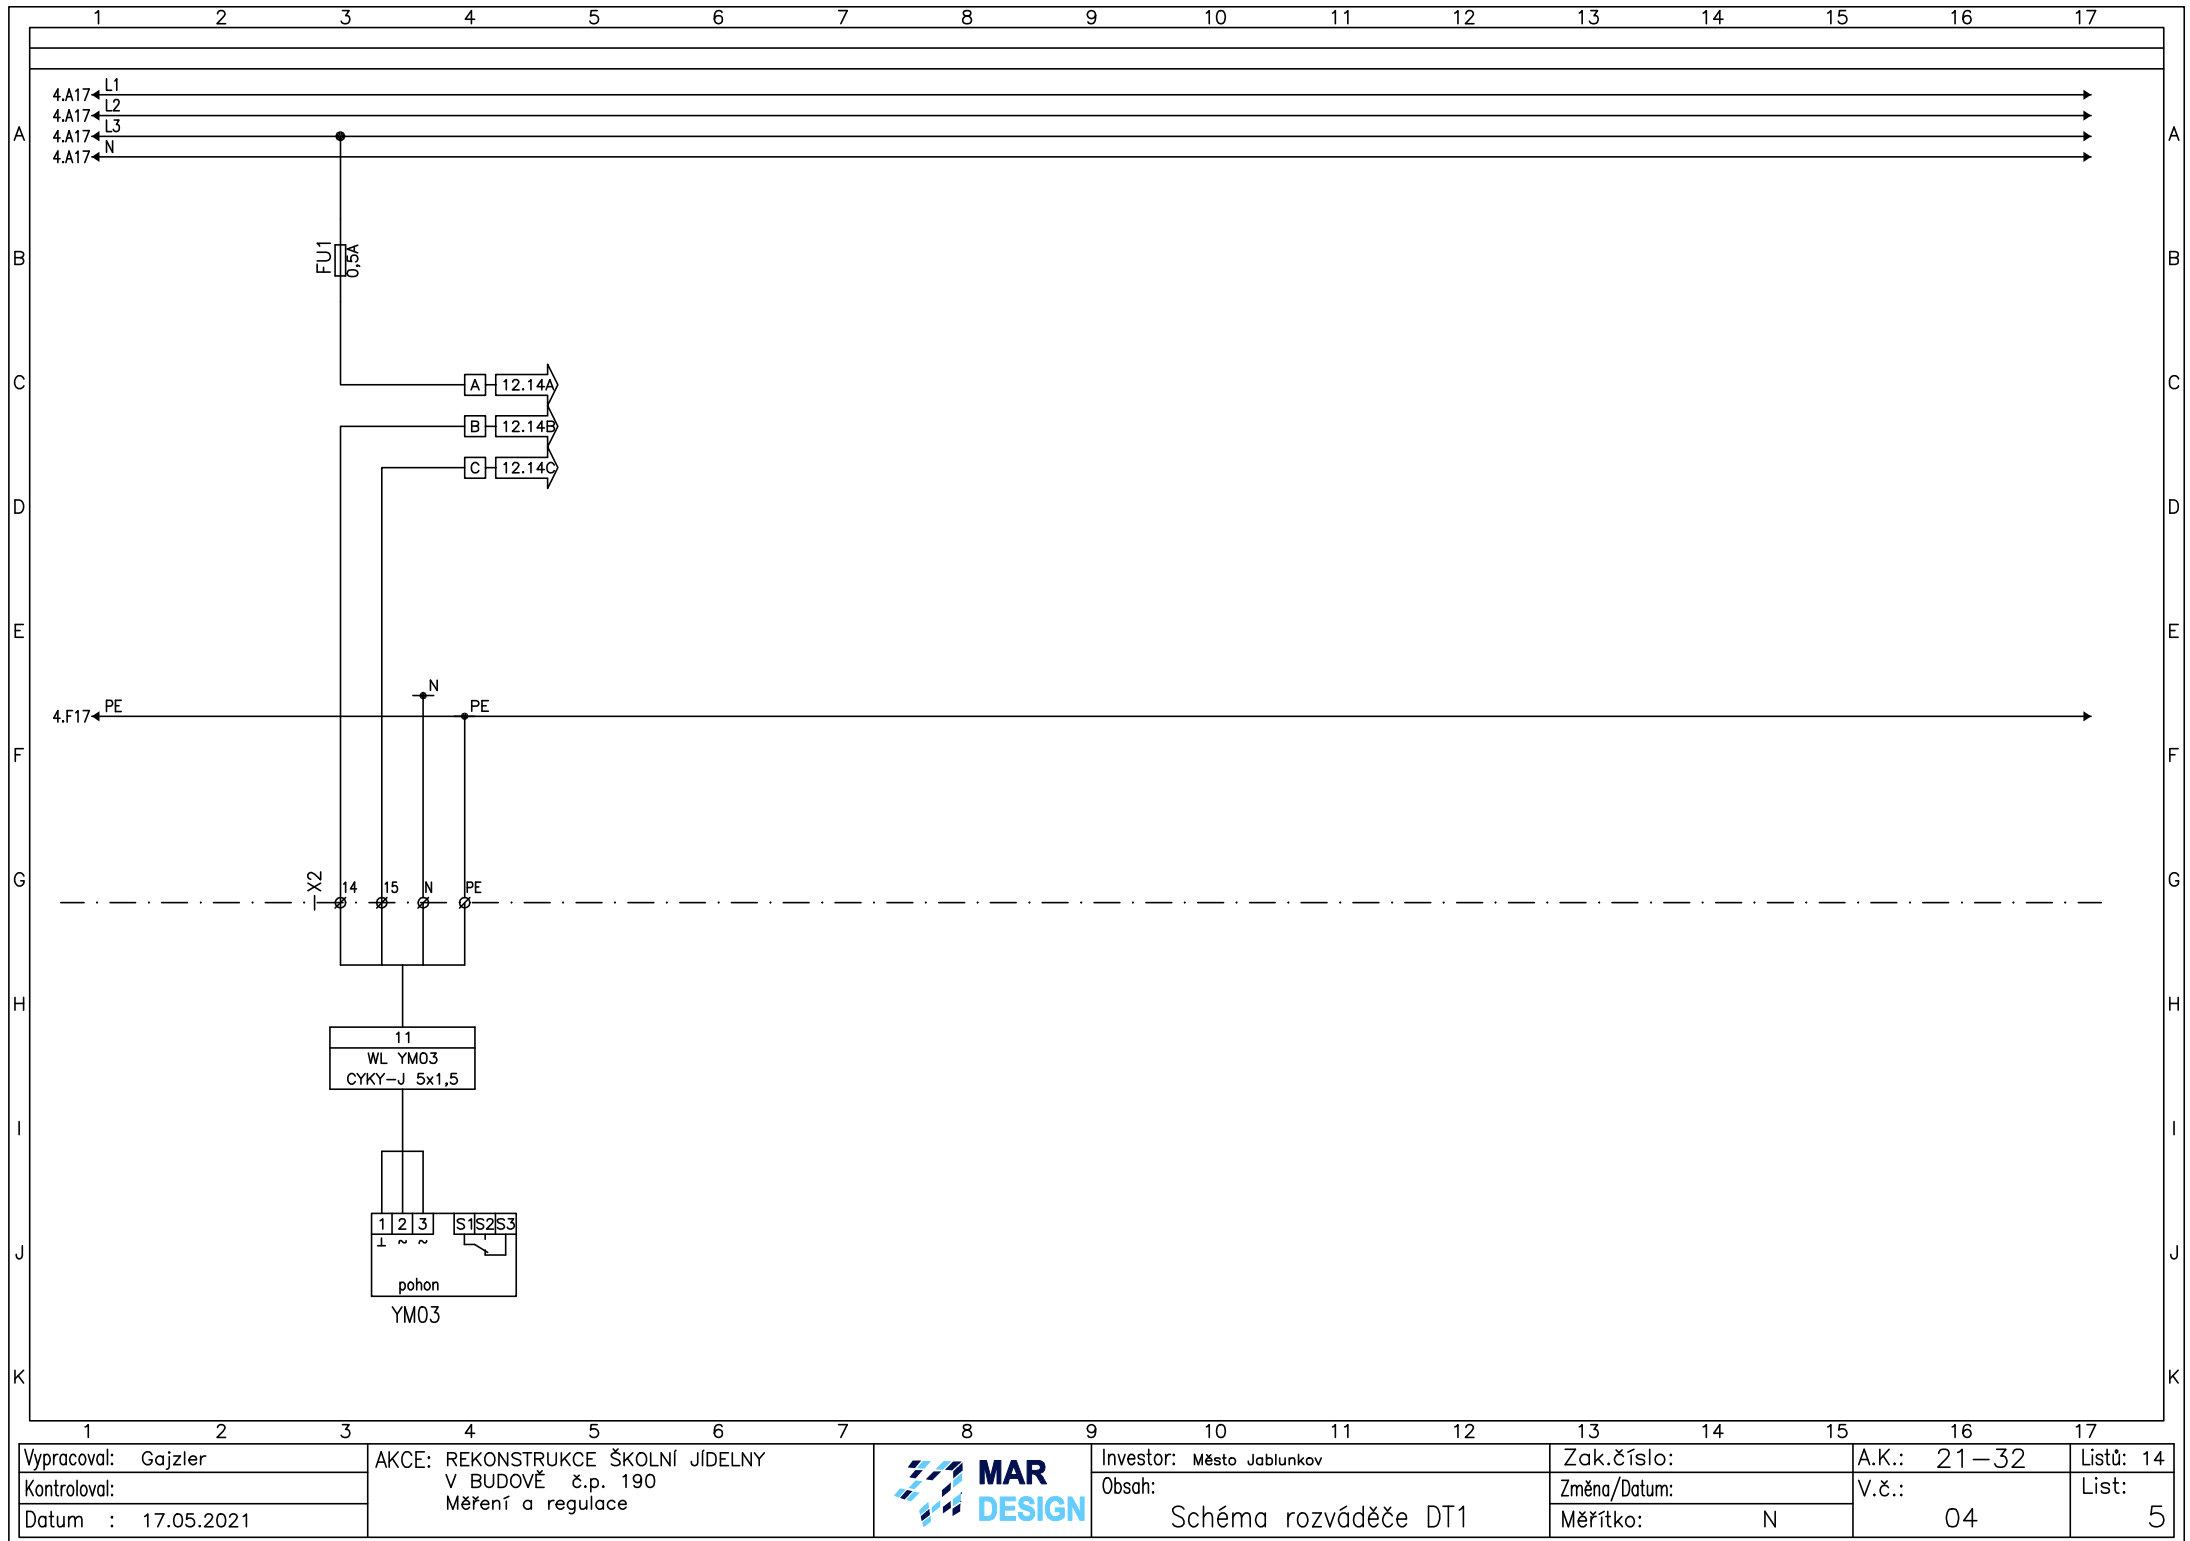 1 2 3 4 5 6 7 8 9 10 11 12 13 14 15 16 17
4.A17 L1
4.A17 L2
A 4.A17 L3 A
4.A17 N
B FU1 0,5A B
C A 12.14A C
B 12.14B
C 12.14C
D D
E E
N
4.F17 PE PE
F F
G X2 14 15 N PE G
H H
11
WL YM03
CYKY-J 5x1,5
I I
1 2 3 S1 S2 S3
⊥ ~ ~
J J
pohon
YM03
K K
1 2 3 4 5 6 7 8 9 10 11 12 13 14 15 16 17
Vypracoval: Gajzler
Kontroloval:
Datum : 17.05.2021
AKCE: REKONSTRUKCE ŠKOLNÍ JÍDELNY
V BUDOVĚ č.p. 190
Měření a regulace
MAR
DESIGN
Investor: Město Jablunkov
Obsah:
Schéma rozváděče DT1
Zak.číslo:
Změna/Datum:
Měřítko: N
A.K.: 21-32
V.č.:
04
Listů: 14
List:
5